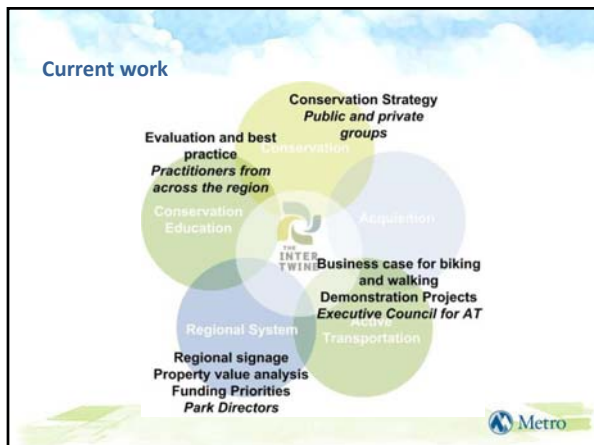 Current work
Conservation Strategy
Public and private
groups
Conservation
Evaluation and best
practice
Practitioners from
across the region
Conservation
Education
Acquisition
THE
INTER
TWINE
Business case for biking
and walking
Demonstration Projects
Executive Council for AT
Active
Transportation
Regional System
Regional signage
Property value analysis
Funding Priorities
Park Directors
Metro